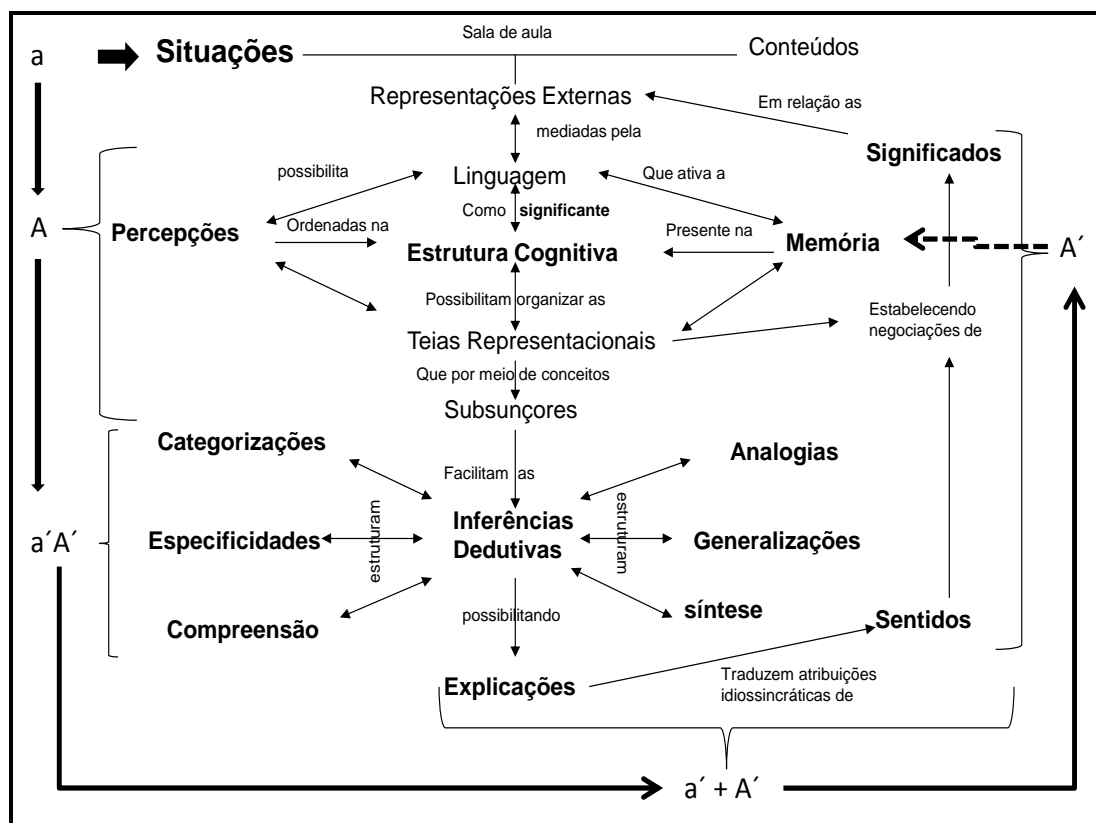 Sala de aula
a
Situações
Conteúdos
Representações Externas
Em relação as
mediadas pela
Significados
possibilita
Linguagem
Que ativa a
Como significante
A
Percepções
Ordenadas na
Estrutura Cognitiva
Presente na
Memória
A´
Possibilitam organizar as
Estabelecendo
negociações de
Teias Representacionais
Que por meio de conceitos
Subsunçores
Categorizações
Analogias
Facilitam as
a´A´
Especificidades
estruturam
Inferências
Dedutivas
estruturam
Generalizações
Compreensão
possibilitando
síntese
Sentidos
Explicações
Traduzem atribuições
idiossincráticas de
a´ + A´